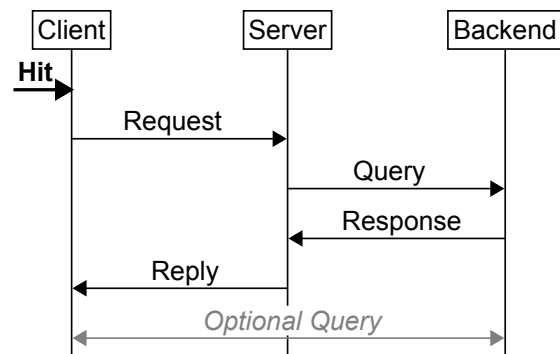 Client Server Backend
Hit
Request
Query
Response
Reply
Optional Query